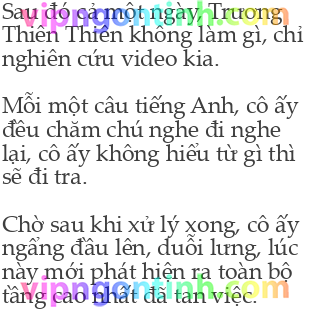 Sau đó cả một ngày, Trương
Thiên Thiên không làm gì, chỉ
nghiên cứu video kia.
Mỗi một câu tiếng Anh, cô ấy
đều chăm chú nghe đi nghe
lại, cô ấy không hiểu từ gì thì
sẽ đi tra.
Chờ sau khi xử lý xong, cô ấy
ngẩng đầu lên, duỗi lưng, lúc
này mới phát hiện ra toàn bộ
tầng cao nhất đã tan việc.
vipngontinh.com
vipngontinh.com